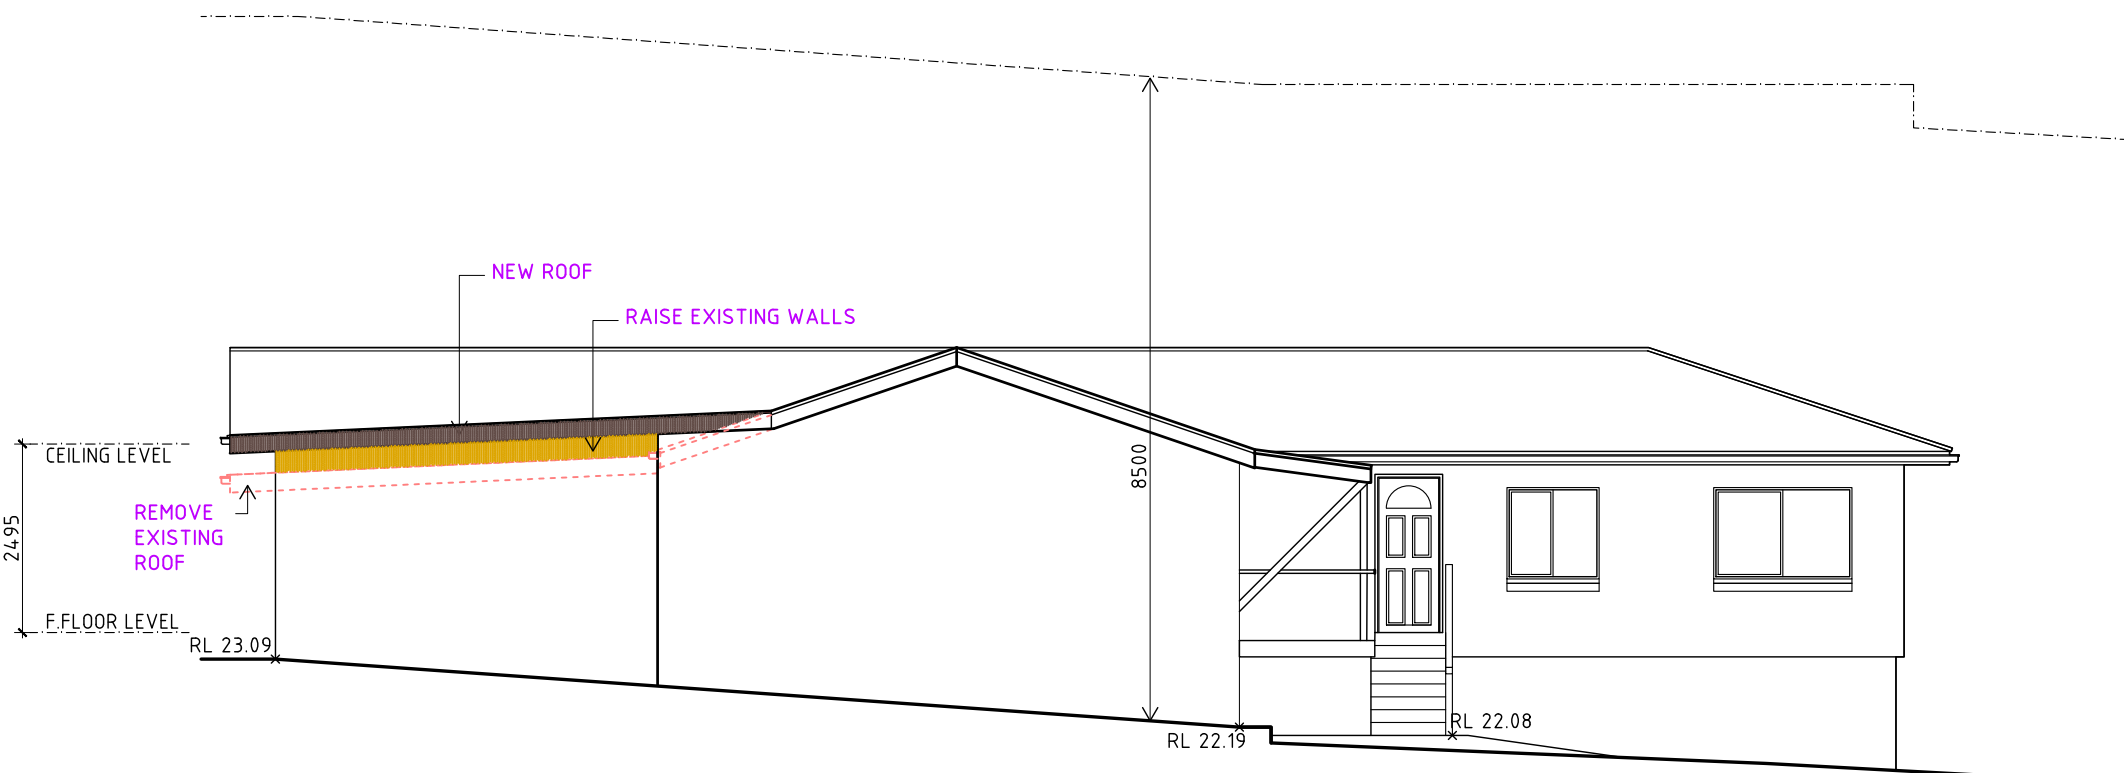 NEW ROOF
RAISE EXISTING WALLS
CEILING LEVEL
8500
REMOVE
EXISTING
ROOF
2495
F.FLOOR LEVEL
RL 23.09
RL 22.19
RL 22.08